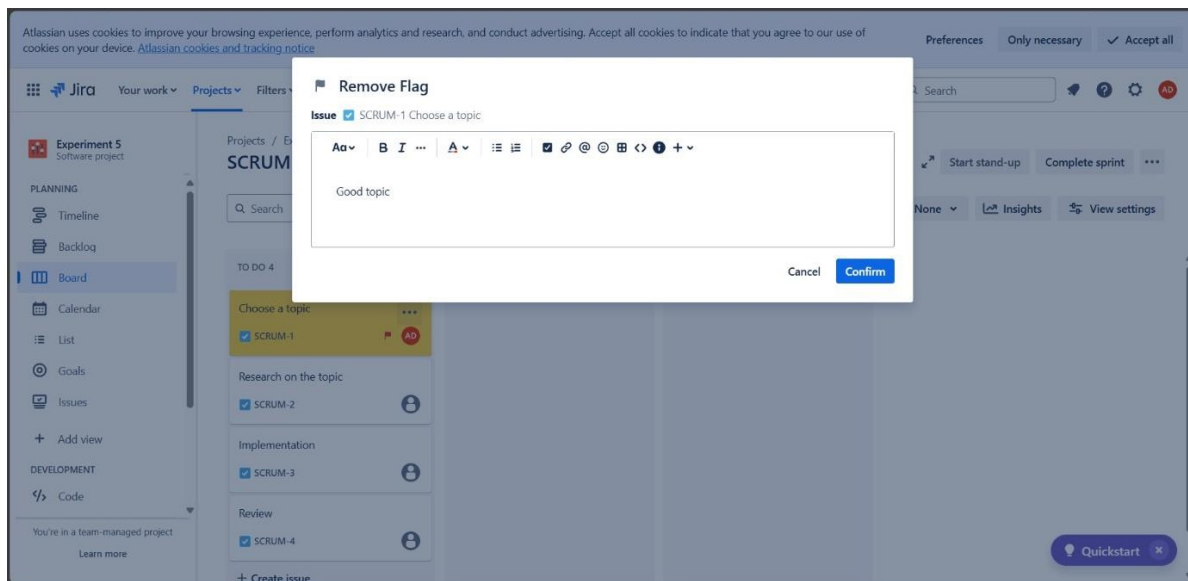 Atlassian uses cookies to improve your browsing experience, perform analytics and research, and conduct advertising. Accept all cookies to indicate that you agree to our use of
cookies on your device. Atlassian cookies and tracking notice
Preferences
Only necessary
Accept all
Jira
Your work
Projects
Filters
Search
AD
Remove Flag
Issue SCRUM-1 Choose a topic
Aa B I ... A
Good topic
Cancel
Confirm
Experiment 5
Software project
PLANNING
Timeline
Backlog
Board
Calendar
List
Goals
Issues
+ Add view
DEVELOPMENT
Code
You're in a team-managed project
Learn more
Projects /
SCRUM
Search
Start stand-up
Complete sprint
None
Insights
View settings
TO DO 4
Choose a topic
SCRUM-1
AD
Research on the topic
SCRUM-2
Implementation
SCRUM-3
Review
SCRUM-4
+ Create issue
Quickstart